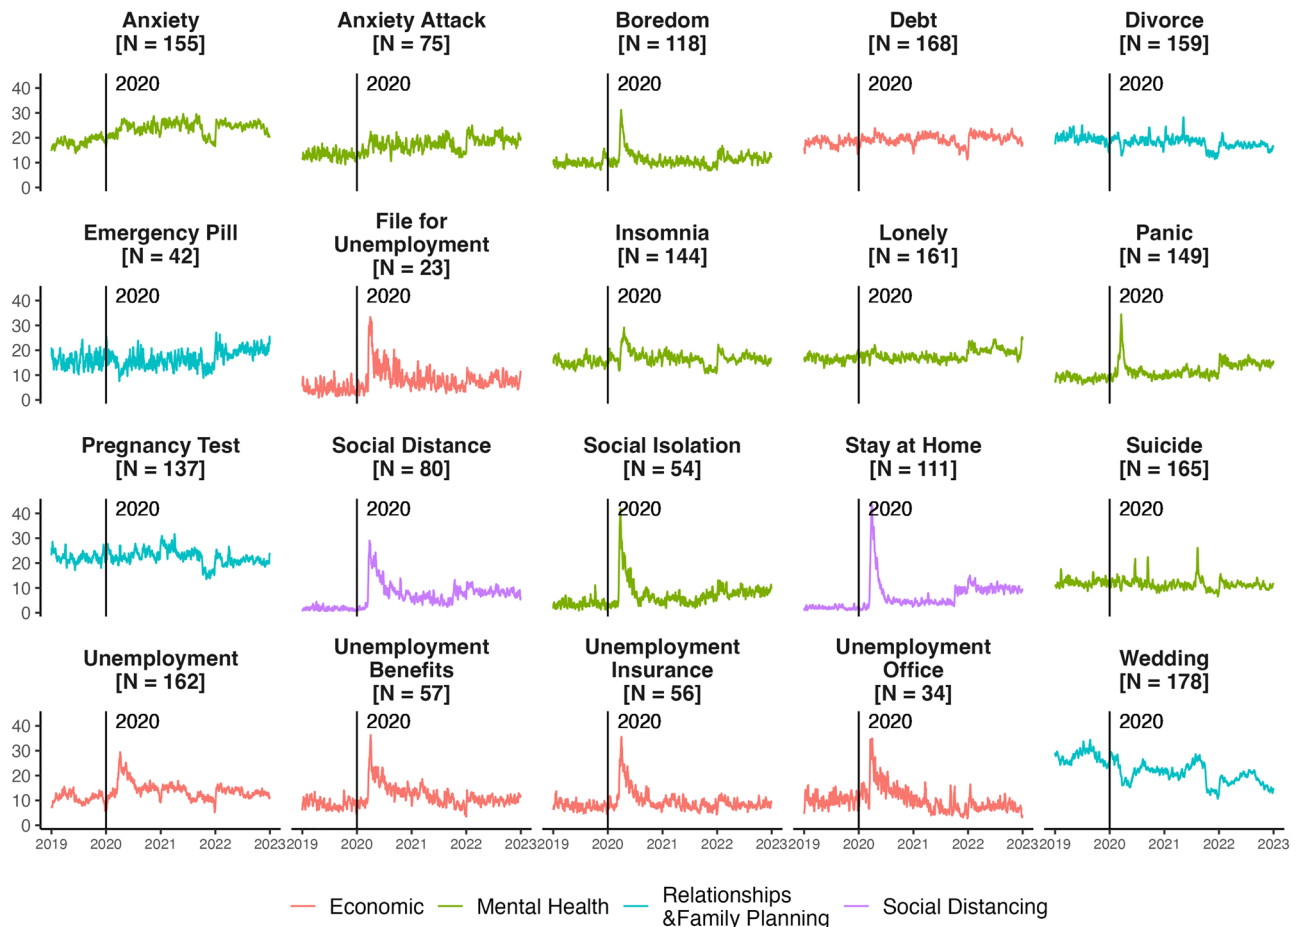 Anxiety
[N = 155]
Anxiety Attack
[N = 75]
Boredom
[N = 118]
Debt
[N = 168]
Divorce
[N = 159]
40
30
20
10
0
2020
2020
2020
2020
2020
Emergency Pill
[N = 42]
File for
Unemployment
[N = 23]
Insomnia
[N = 144]
Lonely
[N = 161]
Panic
[N = 149]
40
30
20
10
0
2020
2020
2020
2020
2020
Pregnancy Test
[N = 137]
Social Distance
[N = 80]
Social Isolation
[N = 54]
Stay at Home
[N = 111]
Suicide
[N = 165]
40
30
20
10
0
2020
2020
2020
2020
2020
Unemployment
[N = 162]
Unemployment
Benefits
[N = 57]
Unemployment
Insurance
[N = 56]
Unemployment
Office
[N = 34]
Wedding
[N = 178]
40
30
20
10
0
2020
2020
2020
2020
2020
2019 2020 2021 2022 2023
2019 2020 2021 2022 2023
2019 2020 2021 2022 2023
2019 2020 2021 2022 2023
2019 2020 2021 2022 2023
Economic
Mental Health
Relationships
&Family Planning
Social Distancing